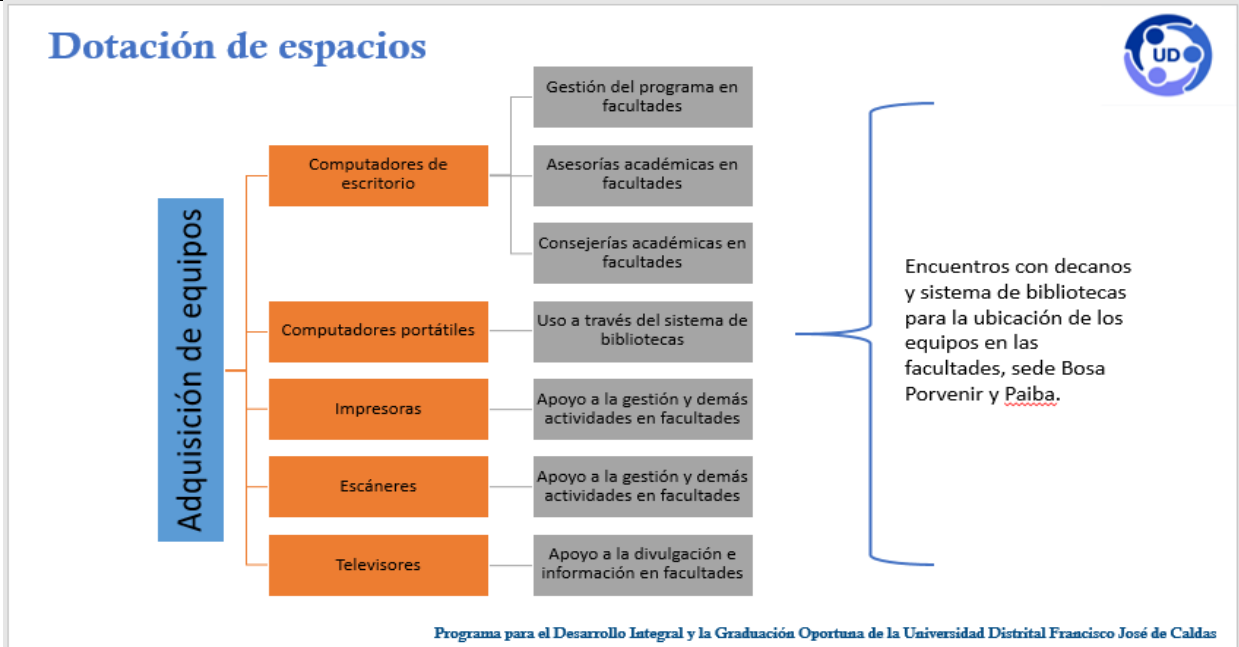 Dotación de espacios
UD
Adquisición de equipos
Computadores de
escritorio
Gestión del programa en
facultades
Asesorías académicas en
facultades
Consejerías académicas en
facultades
Computadores portátiles
Uso a través del sistema de
bibliotecas
Impresoras
Apoyo a la gestión y demás
actividades en facultades
Escáneres
Apoyo a la gestión y demás
actividades en facultades
Televisores
Apoyo a la divulgación e
información en facultades
Encuentros con decanos
y sistema de bibliotecas
para la ubicación de los
equipos en las
facultades, sede Bosa
Porvenir y Paiba.
Programa para el Desarrollo Integral y la Graduación Oportuna de la Universidad Distrital Francisco José de Caldas